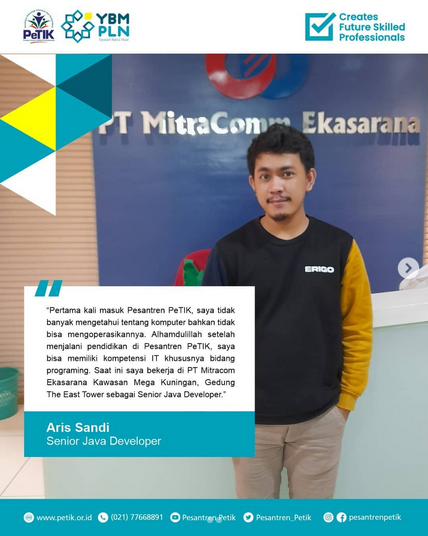 PeTIK
YBM
PLN
Creates
Future Skilled
Professionals
PT MitraComm Ekasarana
ERIGO
“Pertama kali masuk Pesantren PeTIK, saya tidak
banyak mengetahui tentang komputer bahkan tidak
bisa mengoperasikannya. Alhamdulillah setelah
menjalani pendidikan di Pesantren PeTIK, saya
bisa memiliki kompetensi IT khususnya bidang
programing. Saat ini saya bekerja di PT Mitracom
Ekasarana Kawasan Mega Kuningan, Gedung
The East Tower sebagai Senior Java Developer.”
Aris Sandi
Senior Java Developer
www.petik.or.id (021) 77668891 Pesantren Petik Pesantren_Petik pesantrenpetik